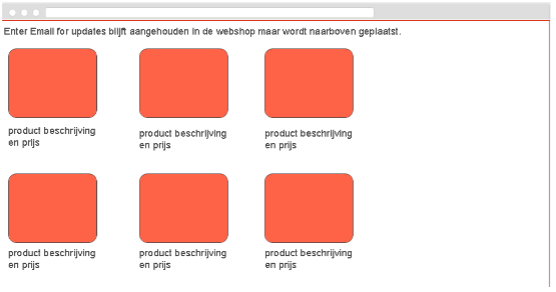 Enter Email for updates blijft aangehouden in de webshop maar wordt naarboven geplaatst.
product beschrijving
en prijs
product beschrijving
en prijs
product beschrijving
en prijs
product beschrijving
en prijs
product beschrijving
en prijs
product beschrijving
en prijs